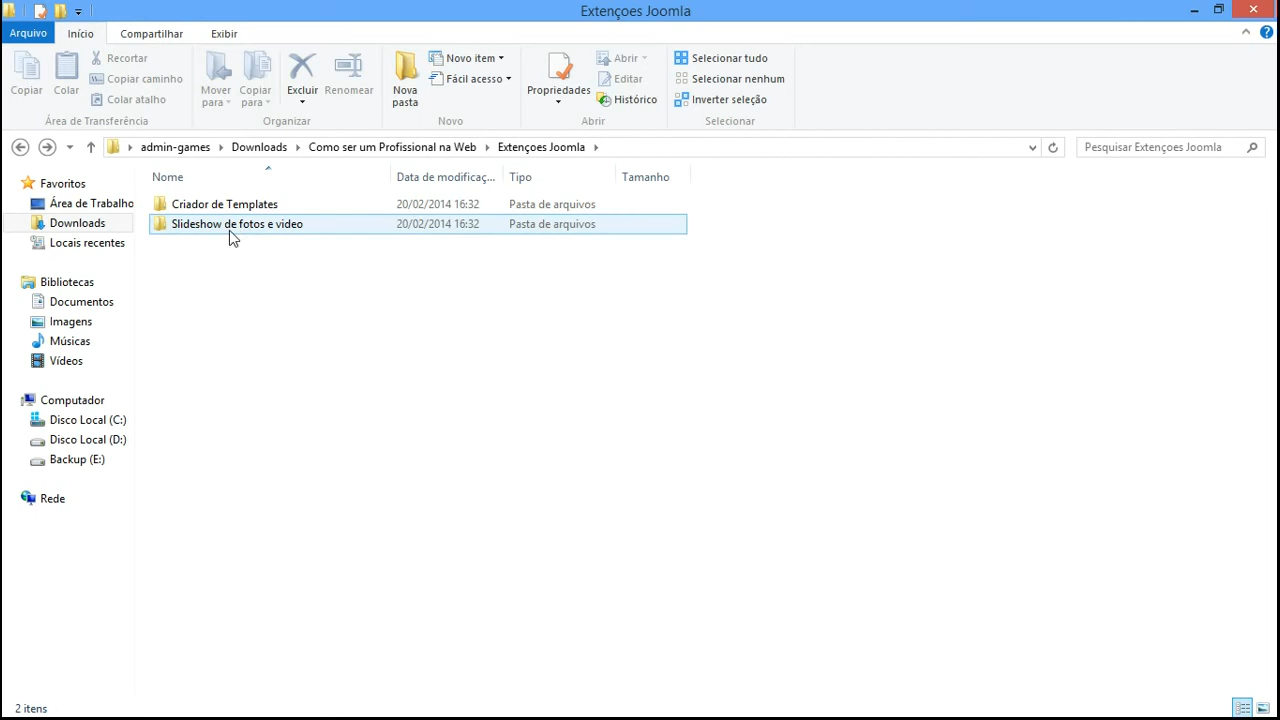 Extençoes Joomla
Arquivo Início Compartilhar Exibir
Copiar
Colar
Recortar
Copiar caminho
Colar atalho
Área de Transferência
Mover para
Copiar para
Excluir
Renomear
Organizar
Nova pasta
Novo item
Fácil acesso
Novo
Propriedades
Abrir
Editar
Histórico
Abrir
Selecionar tudo
Selecionar nenhum
Inverter seleção
Selecionar
admin-games Downloads Como ser um Profissional na Web Extençoes Joomla
Pesquisar Extençoes Joomla
Favoritos
Área de Trabalho
Downloads
Locais recentes
Bibliotecas
Documentos
Imagens
Músicas
Vídeos
Computador
Disco Local (C:)
Disco Local (D:)
Backup (E:)
Rede
Nome Data de modificaç... Tipo Tamanho
Criador de Templates 20/02/2014 16:32 Pasta de arquivos
Slideshow de fotos e video 20/02/2014 16:32 Pasta de arquivos
2 itens